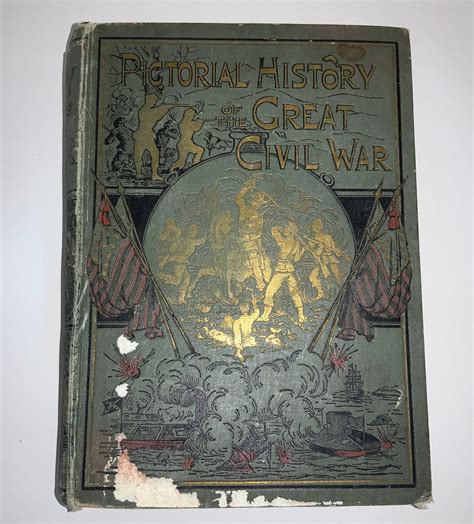 PICTORIAL HISTORY
OF THE GREAT
CIVIL WAR